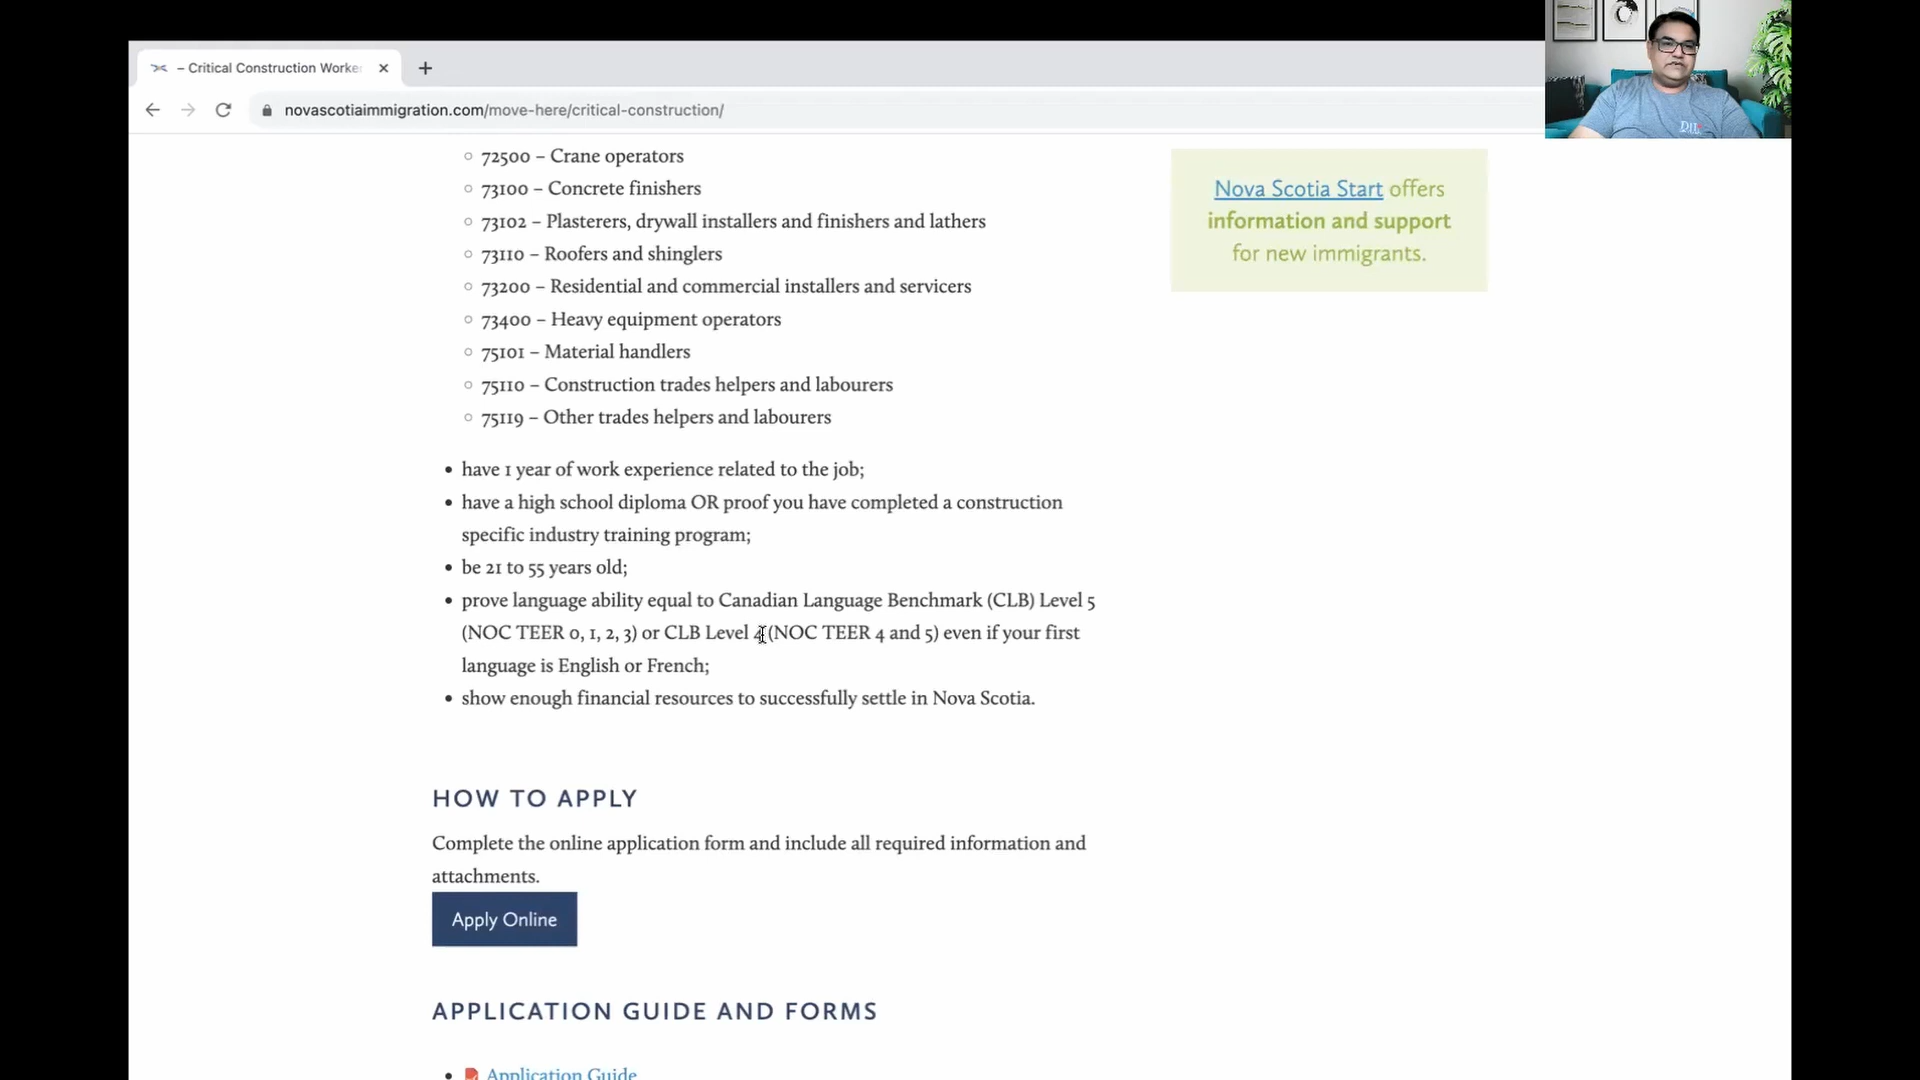 – Critical Construction Worke
novascotiaimmigration.com/move-here/critical-construction/
72500 – Crane operators
73100 – Concrete finishers
73102 – Plasterers, drywall installers and finishers and lathers
73110 – Roofers and shinglers
73200 – Residential and commercial installers and servicers
73400 – Heavy equipment operators
75101 – Material handlers
75110 – Construction trades helpers and labourers
75119 – Other trades helpers and labourers
• have 1 year of work experience related to the job;
• have a high school diploma OR proof you have completed a construction
specific industry training program;
• be 21 to 55 years old;
• prove language ability equal to Canadian Language Benchmark (CLB) Level 5
(NOC TEER 0, 1, 2, 3) or CLB Level 4 (NOC TEER 4 and 5) even if your first
language is English or French;
• show enough financial resources to successfully settle in Nova Scotia.
HOW TO APPLY
Complete the online application form and include all required information and
attachments.
Apply Online
APPLICATION GUIDE AND FORMS
• Application Guide
Nova Scotia Start offers
information and support
for new immigrants.